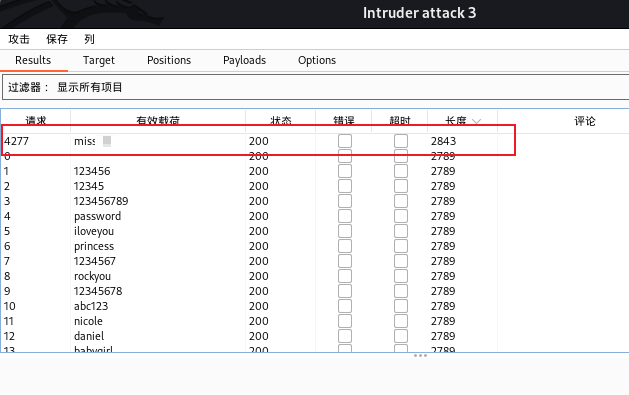 Intruder attack 3
攻击 保存 列
Results Target Positions Payloads Options
过滤器： 显示所有项目
请求 有效载荷 状态 错误 超时 长度 评论
4277 miss 200 2843
0 200 2789
1 123456 200 2789
2 12345 200 2789
3 123456789 200 2789
4 password 200 2789
5 iloveyou 200 2789
6 princess 200 2789
7 1234567 200 2789
8 rockyou 200 2789
9 12345678 200 2789
10 abc123 200 2789
11 nicole 200 2789
12 daniel 200 2789
13 babygirl 200 2789